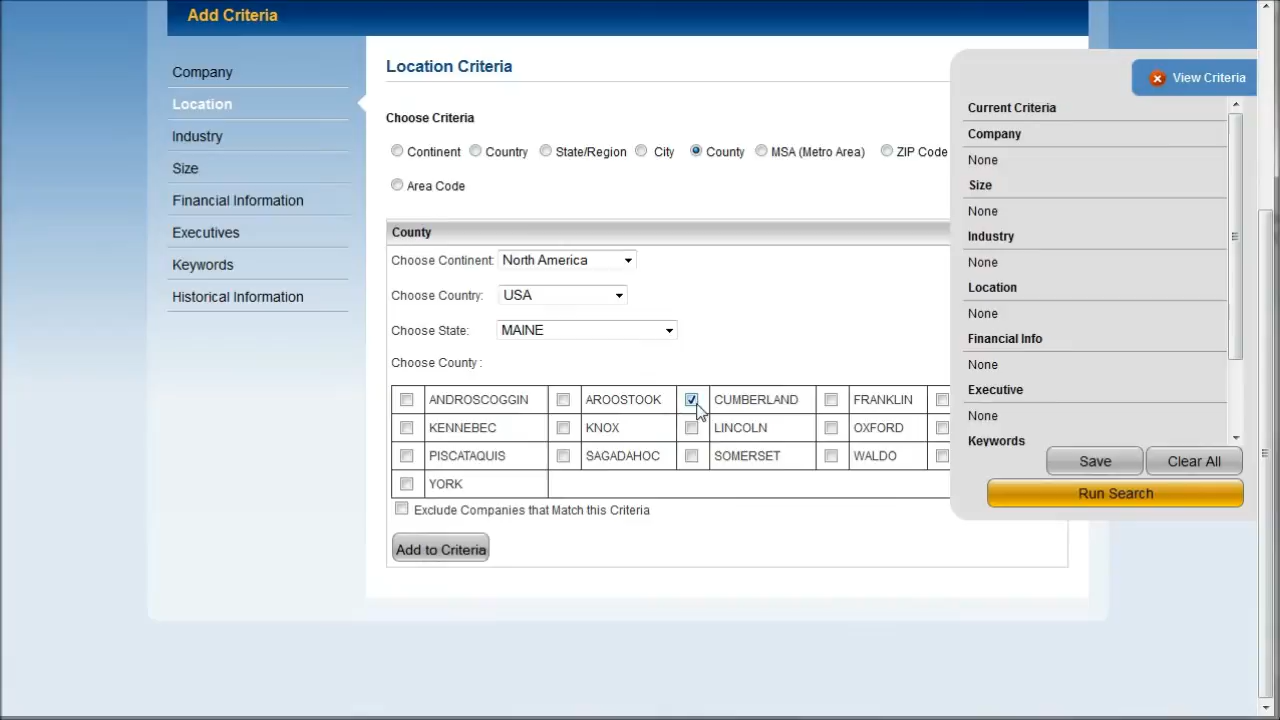 Add Criteria
Company
Location
Industry
Size
Financial Information
Executives
Keywords
Historical Information
Location Criteria
Choose Criteria
Continent Country State/Region City County MSA (Metro Area) ZIP Code
Area Code
County
Choose Continent: North America
Choose Country: USA
Choose State: MAINE
Choose County :
ANDROSCOGGIN AROOSTOOK CUMBERLAND FRANKLIN
KENNEBEC KNOX LINCOLN OXFORD
PISCATAQUIS SAGADAHOC SOMERSET WALDO
YORK
Exclude Companies that Match this Criteria
Add to Criteria
View Criteria
Current Criteria
Company
None
Size
None
Industry
None
Location
None
Financial Info
None
Executive
None
Keywords
Save Clear All
Run Search